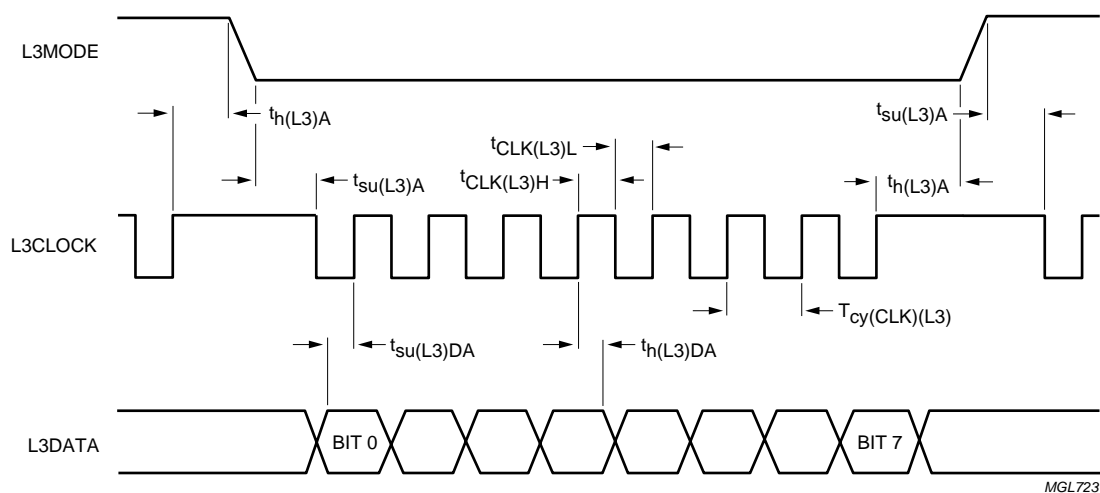 L3MODE
th(L3)A
tsu(L3)A
tCLK(L3)L
tsu(L3)A
tCLK(L3)H
th(L3)A
L3CLOCK
Tcy(CLK)(L3)
tsu(L3)DA
th(L3)DA
L3DATA
BIT 0
BIT 7
MGL723